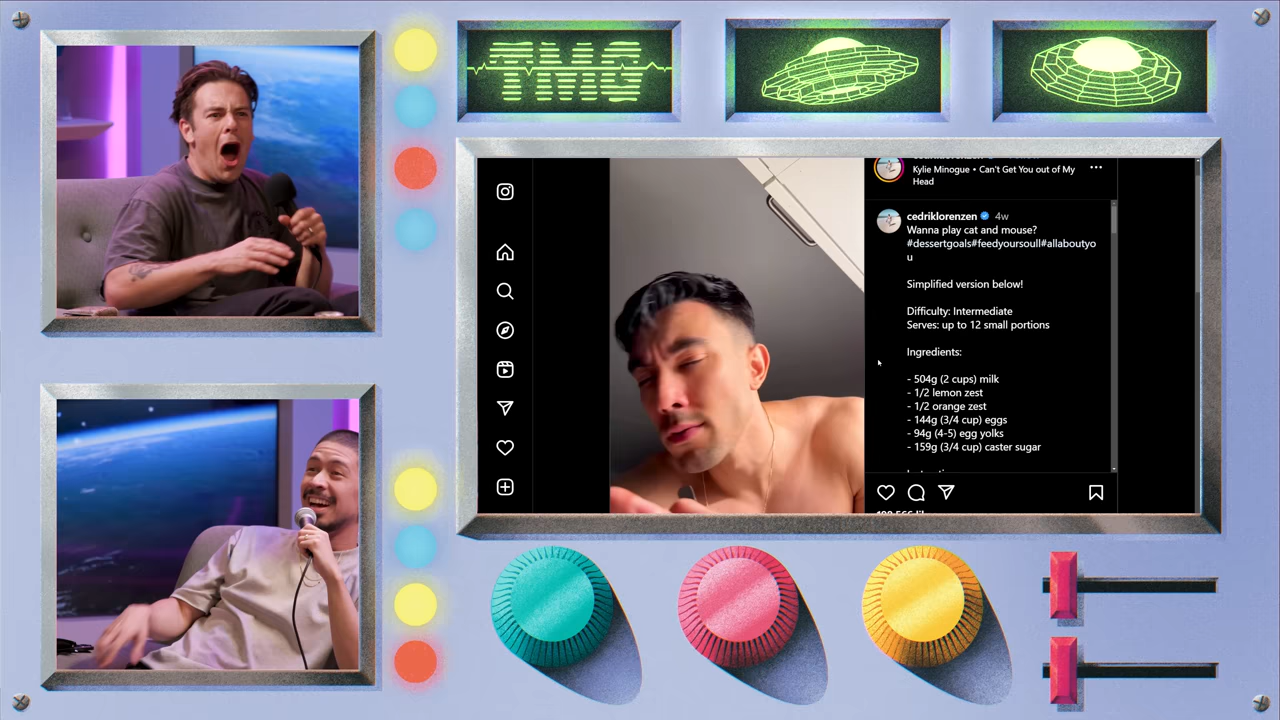 TMG
Kylie Minogue • Can't Get You out of My
Head
cedriklorenzen 4w
Wanna play cat and mouse?
#dessertgoals#feedyoursoull#allaboutyo
u
Simplified version below!
Difficulty: Intermediate
Serves: up to 12 small portions
Ingredients:
- 504g (2 cups) milk
- 1/2 lemon zest
- 1/2 orange zest
- 144g (3/4 cup) eggs
- 94g (4-5) egg yolks
- 159g (3/4 cup) caster sugar